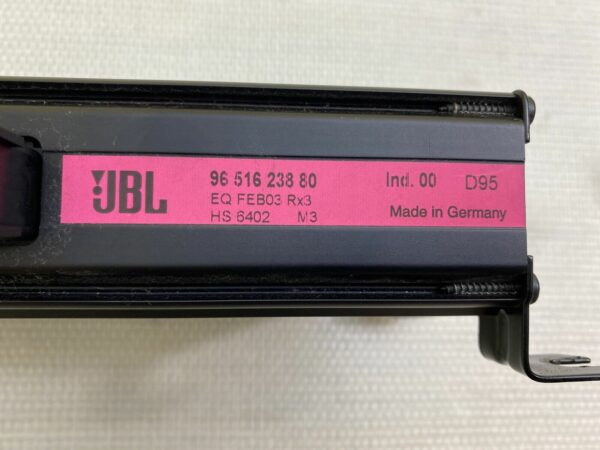 JBL
96 516 238 80 Ind. 00 D95
EQ FEB03 Rx3
HS 6402 M3 Made in Germany